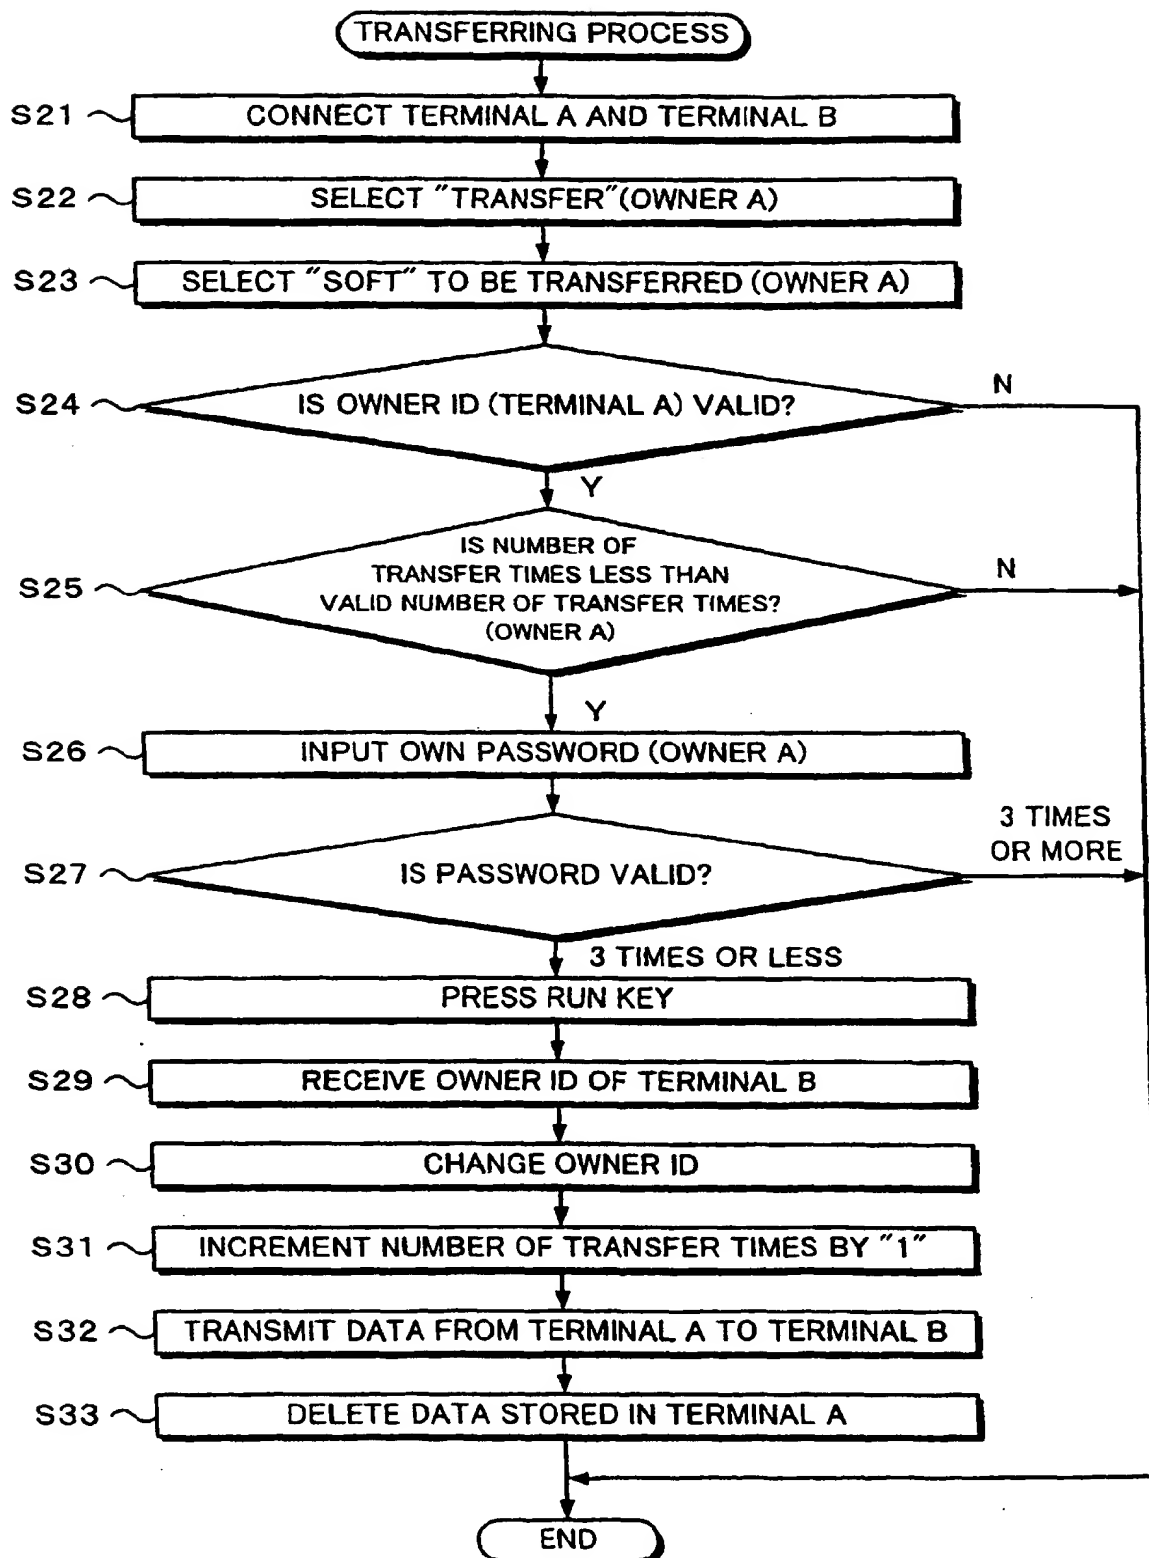 TRANSFERRING PROCESS
S21 CONNECT TERMINAL A AND TERMINAL B
S22 SELECT "TRANSFER"(OWNER A)
S23 SELECT "SOFT" TO BE TRANSFERRED (OWNER A)
N
S24 IS OWNER ID (TERMINAL A) VALID?
Y
IS NUMBER OF
TRANSFER TIMES LESS THAN
N
S25
VALID NUMBER OF TRANSFER TIMES?
(OWNER A)
Y
S26 INPUT OWN PASSWORD (OWNER A)
3 TIMES
OR MORE
S27 IS PASSWORD VALID?
3 TIMES OR LESS
S28 PRESS RUN KEY
S29 RECEIVE OWNER ID OF TERMINAL B
S30 CHANGE OWNER ID
S31 INCREMENT NUMBER OF TRANSFER TIMES BY "1"
S32 TRANSMIT DATA FROM TERMINAL A TO TERMINAL B
S33 DELETE DATA STORED IN TERMINAL A
END